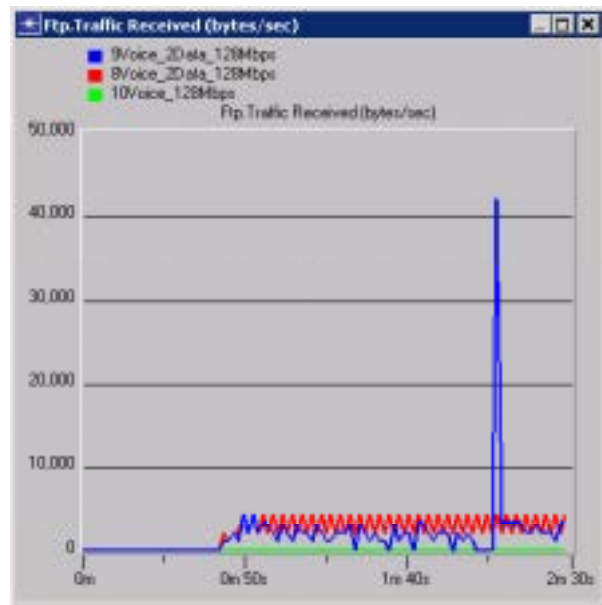 Ftp.Traffic Received (bytes/sec)
9Voice_2Data_128Mbps
8Voice_2Data_128Mbps
10Voice_128Mbps
Ftp.Traffic Received (bytes/sec)
50,000
40,000
30,000
20,000
10,000
0
0m 0m 50s 1m 40s 2m 30s